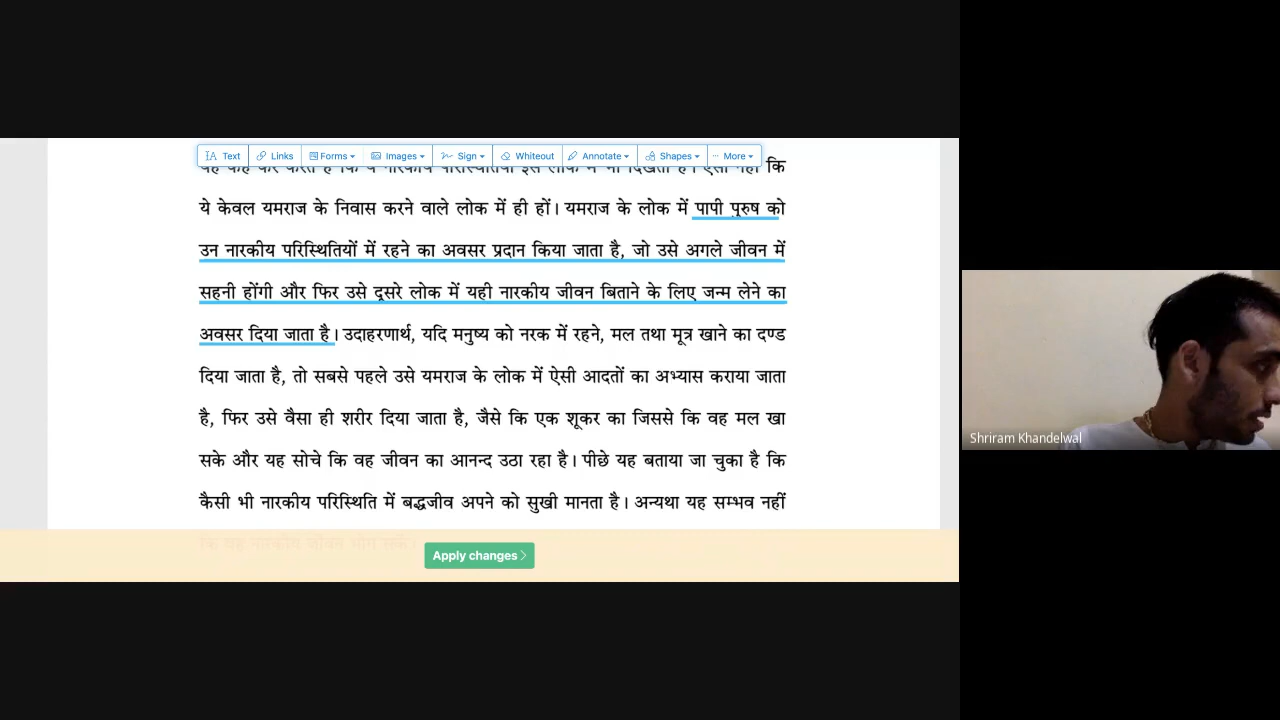 Text Links Forms Images Sign Whiteout Annotate Shapes More
कि
ये केवल यमराज के निवास करने वाले लोक में ही हों। यमराज के लोक में पापी पुरुष को
उन नारकीय परिस्थितियों में रहने का अवसर प्रदान किया जाता है, जो उसे अगले जीवन में
सहनी होंगी और फिर उसे दूसरे लोक में यही नारकीय जीवन बिताने के लिए जन्म लेने का
अवसर दिया जाता है। उदाहरणार्थ, यदि मनुष्य को नरक में रहने, मल तथा मूत्र खाने का दण्ड
दिया जाता है, तो सबसे पहले उसे यमराज के लोक में ऐसी आदतों का अभ्यास कराया जाता
है, फिर उसे वैसा ही शरीर दिया जाता है, जैसे कि एक शूकर का जिससे कि वह मल खा
सके और यह सोचे कि वह जीवन का आनन्द उठा रहा है। पीछे यह बताया जा चुका है कि
कैसी भी नारकीय परिस्थिति में बद्धजीव अपने को सुखी मानता है। अन्यथा यह सम्भव नहीं
Apply changes
Shriram Khandelwal